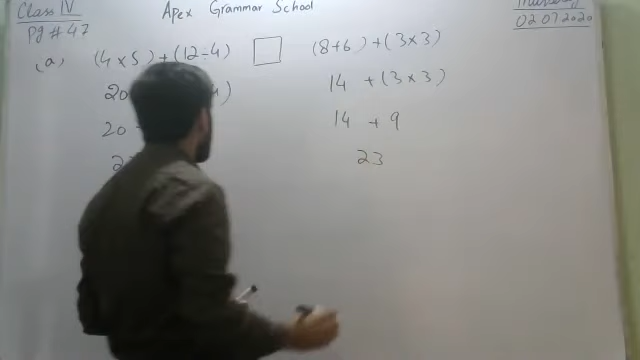 Class IV
Apex Grammar School
02 07 2020
Pg # 47
(a) (4 × 5) + (12 - 4) (8+6) + (3 × 3)
20 14 + (3 × 3)
20 14 + 9
23